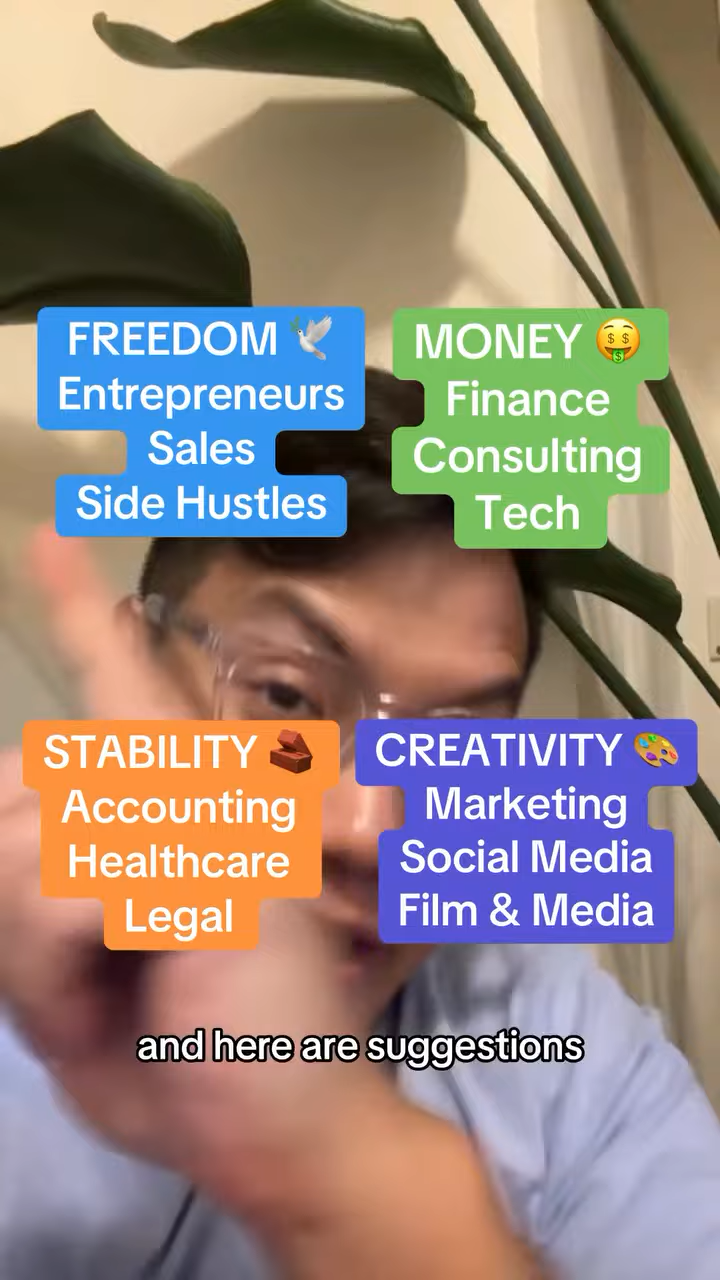 FREEDOM 🕊️
Entrepreneurs
Sales
Side Hustles
MONEY 🤑
Finance
Consulting
Tech
STABILITY 🧱
Accounting
Healthcare
Legal
CREATIVITY 🎨
Marketing
Social Media
Film & Media
and here are suggestions